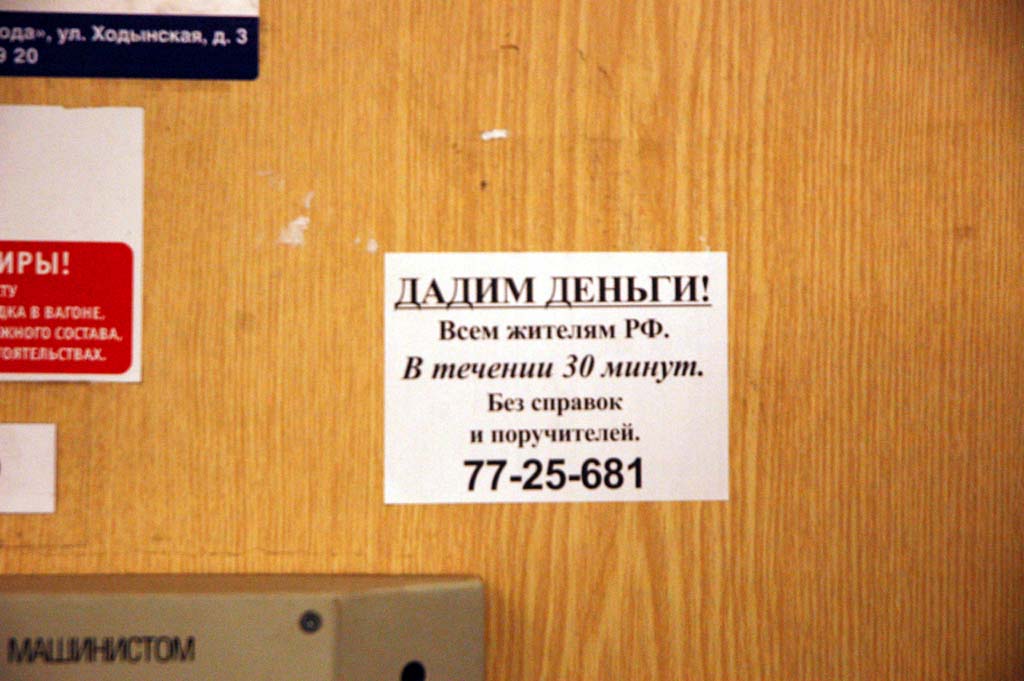 ода», ул. Ходынская, д. 3
9 20
ИРЫ!
ТУ
ДКА В ВАГОНЕ,
ЖНОГО СОСТАВА,
ТОЯТЕЛЬСТВАХ.
ДАДИМ ДЕНЬГИ!
Всем жителям РФ.
В течении 30 минут.
Без справок
и поручителей.
77-25-681
МАШИНИСТОМ